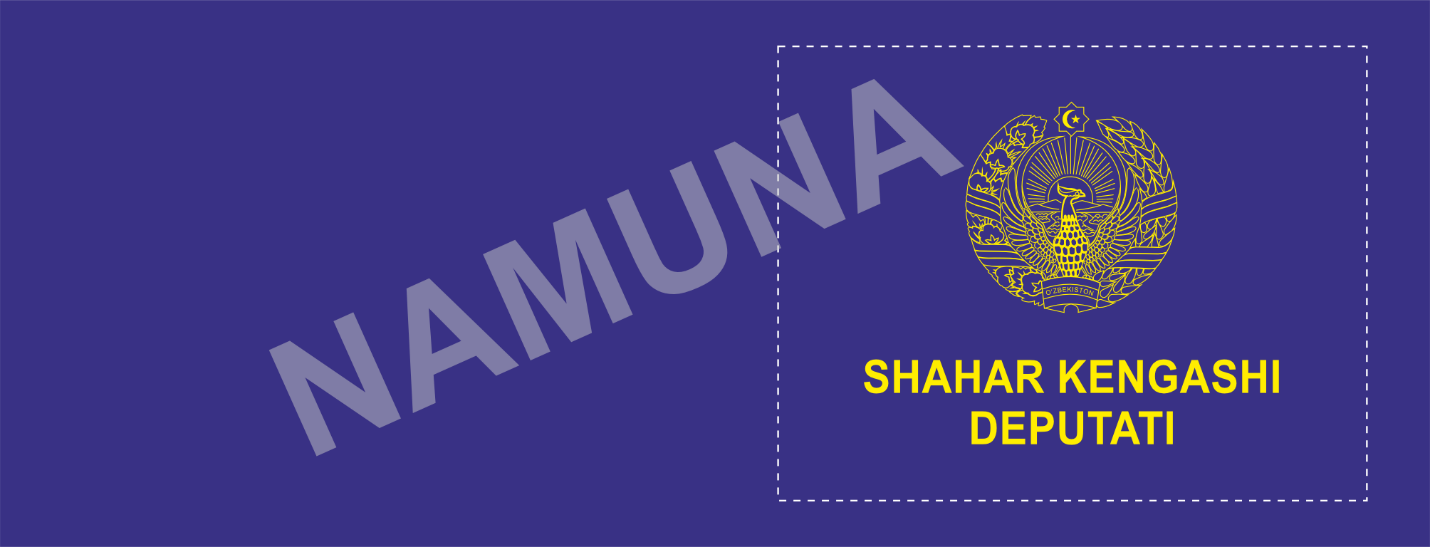 NAMUNA
O'ZBEKISTON
SHAHAR KENGASHI
DEPUTATI